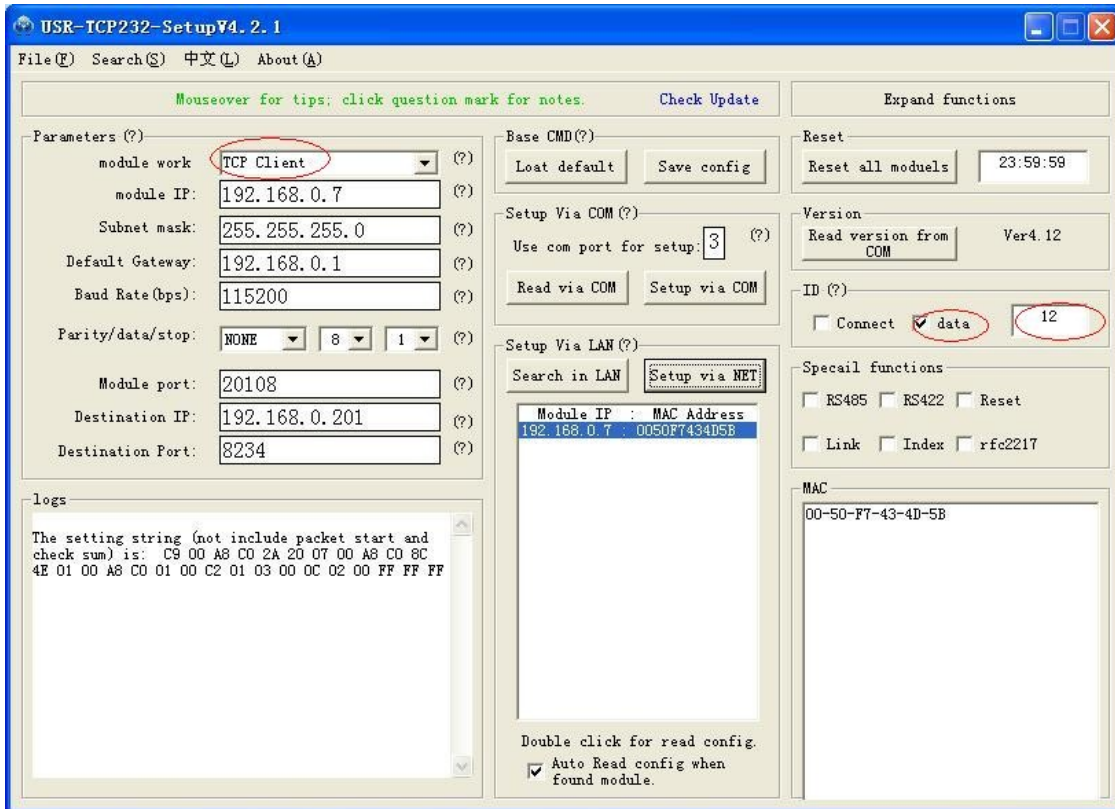 USR-TCP232-SetupV4.2.1
File(F) Search(S) 中文(L) About(A)
Mouseover for tips; click question mark for notes. Check Update
Expand functions
Parameters (?)
module work TCP Client (?)
module IP: 192.168.0.7 (?)
Subnet mask: 255.255.255.0 (?)
Default Gateway: 192.168.0.1 (?)
Baud Rate(bps): 115200 (?)
Parity/data/stop: NONE 8 1 (?)
Module port: 20108 (?)
Destination IP: 192.168.0.201 (?)
Destination Port: 8234 (?)
logs
The setting string (not include packet start and
check sum) is: C9 00 A8 C0 2A 20 07 00 A8 C0 8C
4E 01 00 A8 C0 01 00 C2 01 03 00 0C 02 00 FF FF FF
Base CMD(?)
Loat default Save config
Setup Via COM(?)
Use com port for setup: 3 (?)
Read via COM Setup via COM
Setup Via LAN(?)
Search in LAN Setup via NET
Module IP : MAC Address
192.168.0.7 : 0050F7434D5B
Double click for read config.
Auto Read config when
found module.
Reset
Reset all moduels 23:59:59
Version
Read version from
COM
Ver4.12
ID (?)
Connect data 12
Specail functions
RS485 RS422 Reset
Link Index rfc2217
MAC
00-50-F7-43-4D-5B